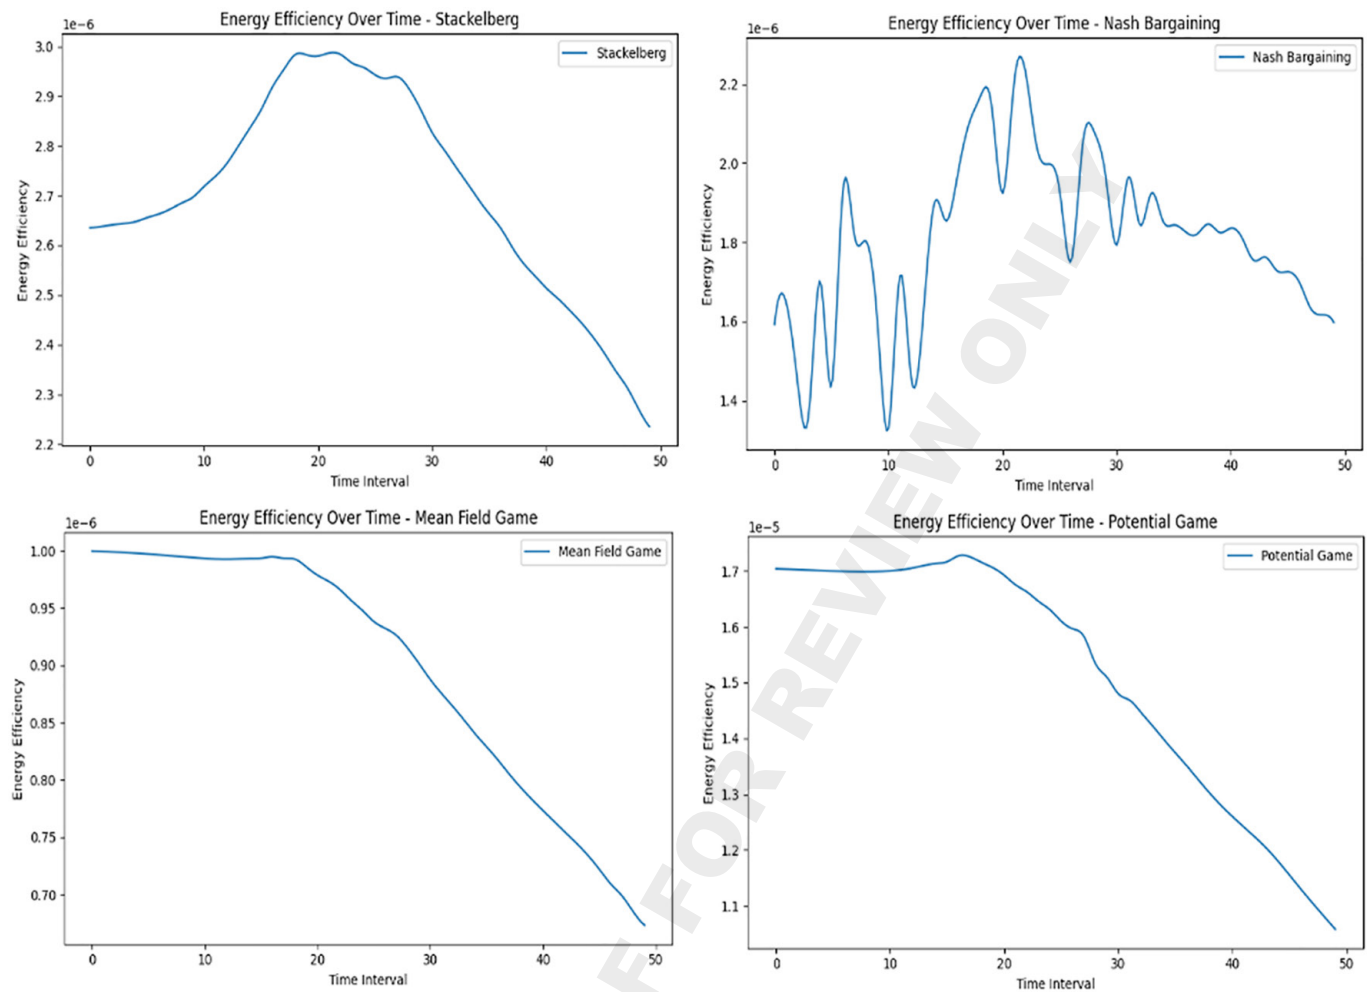 Energy Efficiency Over Time - Stackelberg
1e−6
Stackelberg
3.0
2.9
2.8
2.7
2.6
2.5
2.4
2.3
2.2
Energy Efficiency
0 10 20 30 40 50
Time Interval
Energy Efficiency Over Time - Nash Bargaining
1e−6
Nash Bargaining
2.2
2.0
1.8
1.6
1.4
Energy Efficiency
0 10 20 30 40 50
Time Interval
Energy Efficiency Over Time - Mean Field Game
1e−6
Mean Field Game
1.00
0.95
0.90
0.85
0.80
0.75
0.70
Energy Efficiency
0 10 20 30 40 50
Time Interval
Energy Efficiency Over Time - Potential Game
1e−5
Potential Game
1.7
1.6
1.5
1.4
1.3
1.2
1.1
Energy Efficiency
0 10 20 30 40 50
Time Interval
FOR REVIEW ONLY